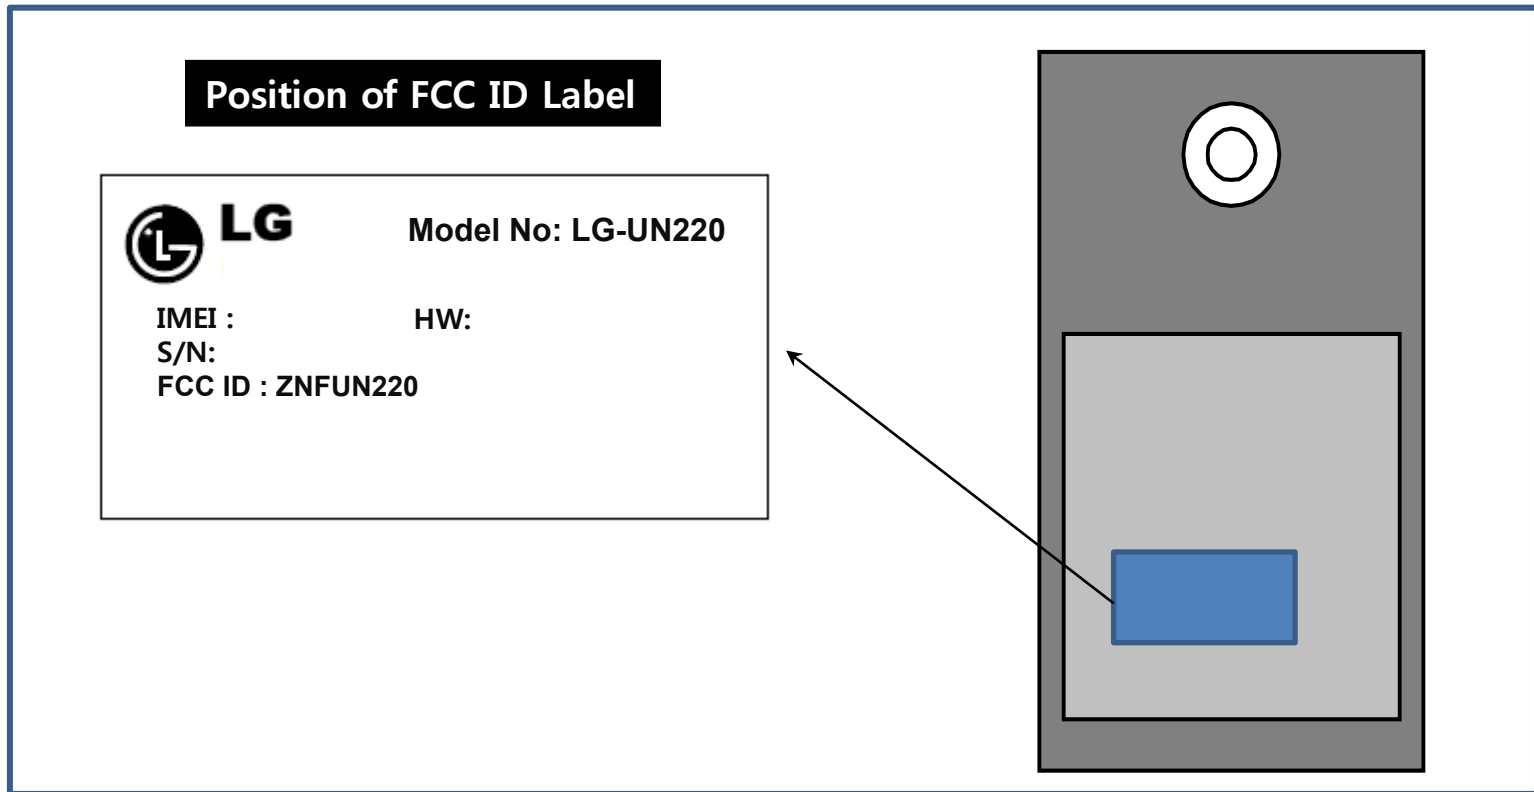 Position of FCC ID Label
LG
Model No: LG-UN220
IMEI :
HW:
S/N:
FCC ID : ZNFUN220